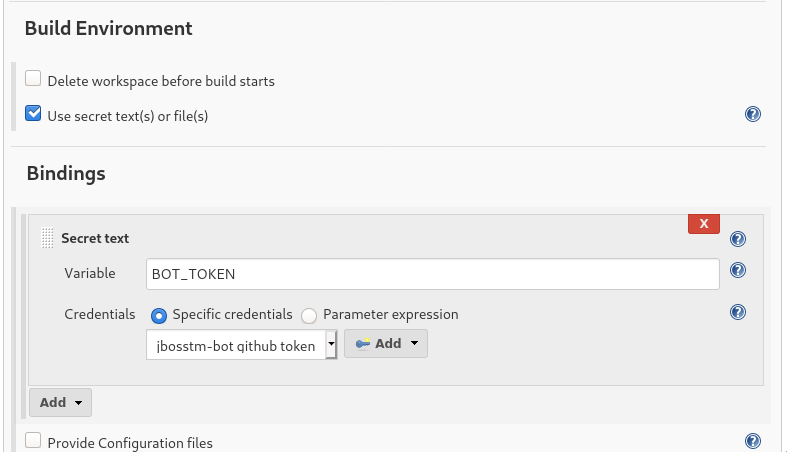 Build Environment
Delete workspace before build starts
Use secret text(s) or file(s)
?
Bindings
X
Secret text
?
Variable
BOT_TOKEN
?
Credentials
Specific credentials
Parameter expression
?
jbosstm-bot github token
Add
Add
Provide Configuration files
?